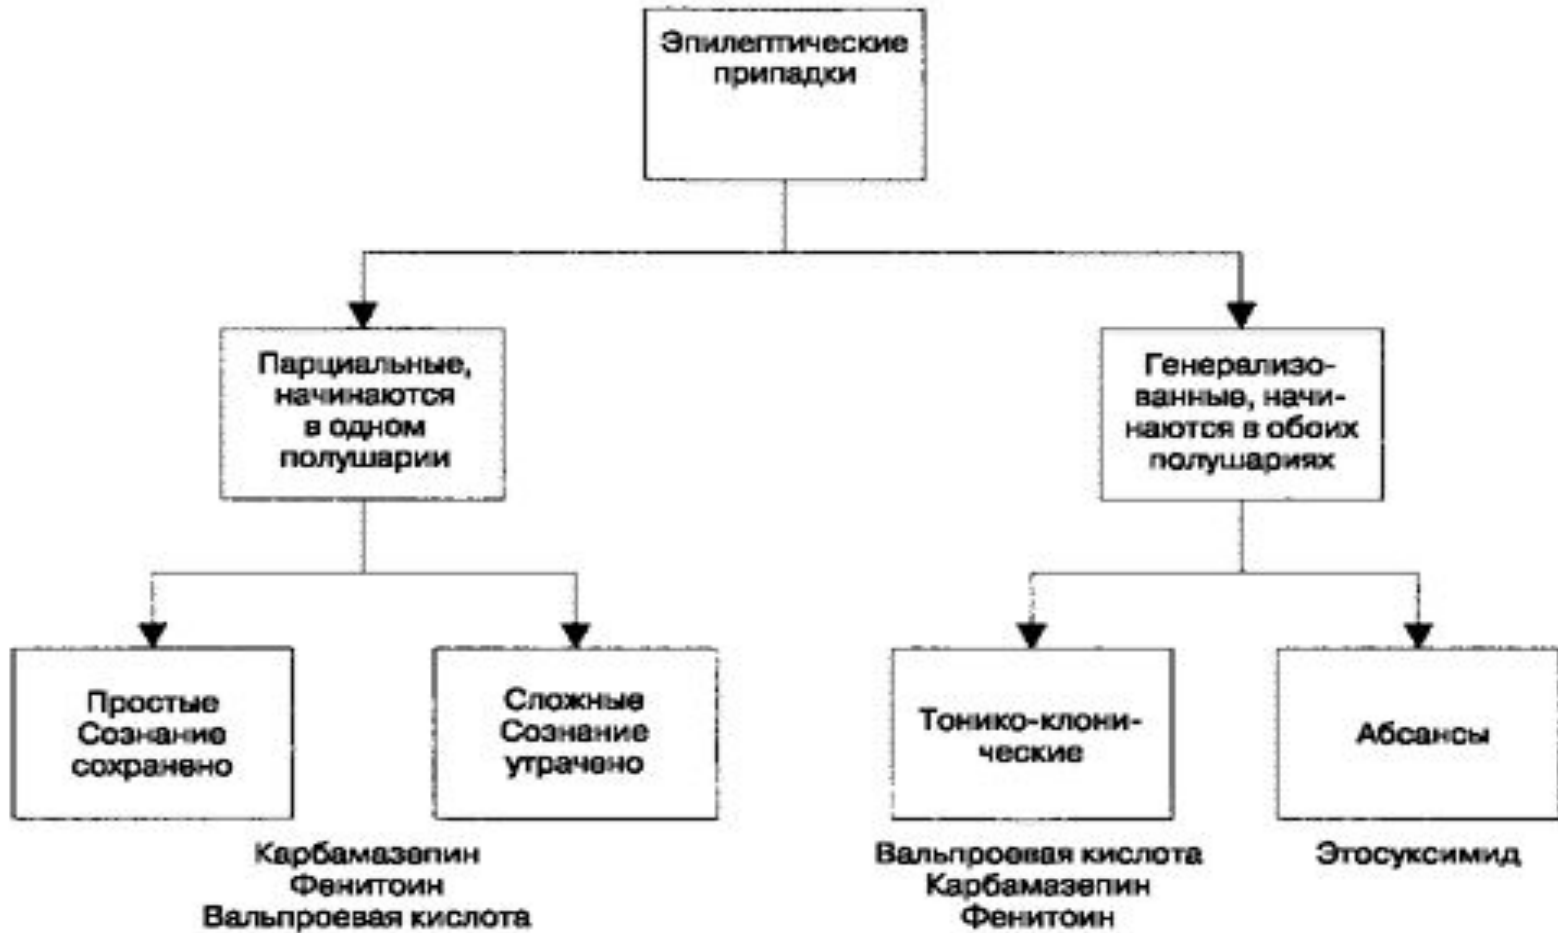 Эпилептические
припадки
Парциальные,
начинаются
в одном
полушарии
Генерализо-
ванные, начи-
наются в обоих
полушариях
Простые
Сознание
сохранено
Сложные
Сознание
утрачено
Тонико-клони-
ческие
Абсансы
Карбамазепин
Фенитоин
Вальпроевая кислота
Вальпроевая кислота
Карбамазепин
Фенитоин
Этосуксимид